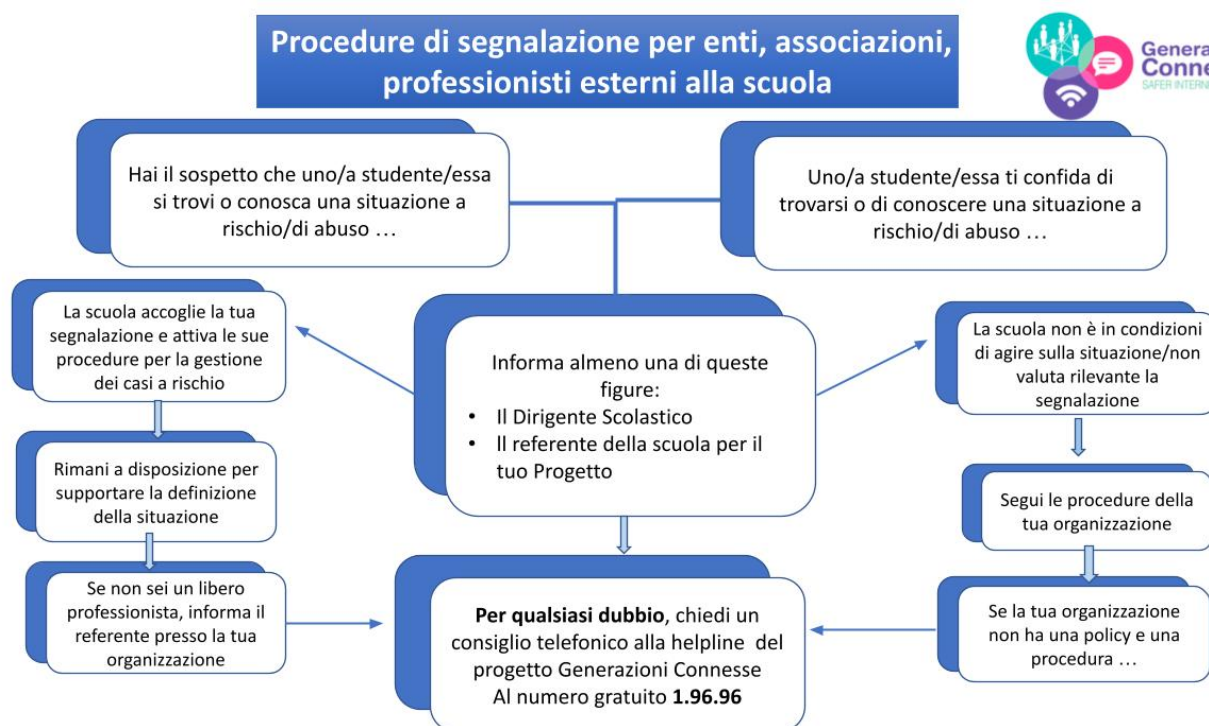 Procedure di segnalazione per enti, associazioni,
professionisti esterni alla scuola
Genera
Conne
SAFER INTERN
Hai il sospetto che uno/a studente/essa
si trovi o conosca una situazione a
rischio/di abuso …
Uno/a studente/essa ti confida di
trovarsi o di conoscere una situazione a
rischio/di abuso …
La scuola accoglie la tua
segnalazione e attiva le sue
procedure per la gestione
dei casi a rischio
Informa almeno una di queste
figure:
• Il Dirigente Scolastico
• Il referente della scuola per il
tuo Progetto
La scuola non è in condizioni
di agire sulla situazione/non
valuta rilevante la
segnalazione
Rimani a disposizione per
supportare la definizione
della situazione
Segui le procedure della
tua organizzazione
Se non sei un libero
professionista, informa il
referente presso la tua
organizzazione
Per qualsiasi dubbio, chiedi un
consiglio telefonico alla helpline del
progetto Generazioni Connesse
Al numero gratuito 1.96.96
Se la tua organizzazione
non ha una policy e una
procedura …